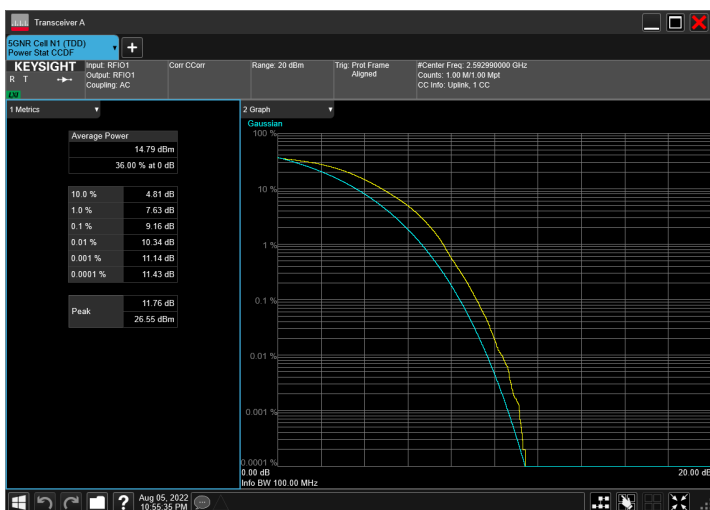 Transceiver A
5GNR Cell N1 (TDD)
Power Stat CCDF
KEYSIGHT
R T
LXI
Input: RFIO1
Output: RFIO1
Coupling: AC
Corr CCorr
Range: 20 dBm
Trig: Prot Frame
Aligned
#Center Freq: 2.592990000 GHz
Counts: 1.00 M/1.00 Mpt
CC Info: Uplink, 1 CC
1 Metrics
Average Power
14.79 dBm
36.00 % at 0 dB
10.0 % 4.81 dB
1.0 % 7.63 dB
0.1 % 9.16 dB
0.01 % 10.34 dB
0.001 % 11.14 dB
0.0001 % 11.43 dB
Peak
11.76 dB
26.55 dBm
2 Graph
Gaussian
100 %
10 %
1 %
0.1 %
0.01 %
0.001 %
0.0001 %
0.00 dB
20.00 dB
Info BW 100.00 MHz
Aug 05, 2022
10:55:35 PM